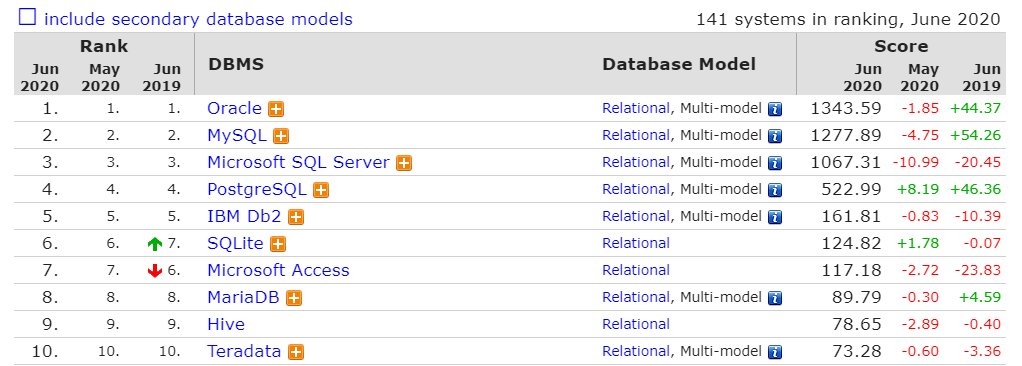 include secondary database models 141 systems in ranking, June 2020
Rank DBMS Database Model Score
Jun 2020 May 2020 Jun 2019 Jun 2020 May 2020 Jun 2019
1. 1. 1. Oracle Relational, Multi-model 1343.59 -1.85 +44.37
2. 2. 2. MySQL Relational, Multi-model 1277.89 -4.75 +54.26
3. 3. 3. Microsoft SQL Server Relational, Multi-model 1067.31 -10.99 -20.45
4. 4. 4. PostgreSQL Relational, Multi-model 522.99 +8.19 +46.36
5. 5. 5. IBM Db2 Relational, Multi-model 161.81 -0.83 -10.39
6. 6. 7. SQLite Relational 124.82 +1.78 -0.07
7. 7. 6. Microsoft Access Relational 117.18 -2.72 -23.83
8. 8. 8. MariaDB Relational, Multi-model 89.79 -0.30 +4.59
9. 9. 9. Hive Relational 78.65 -2.89 -0.40
10. 10. 10. Teradata Relational, Multi-model 73.28 -0.60 -3.36